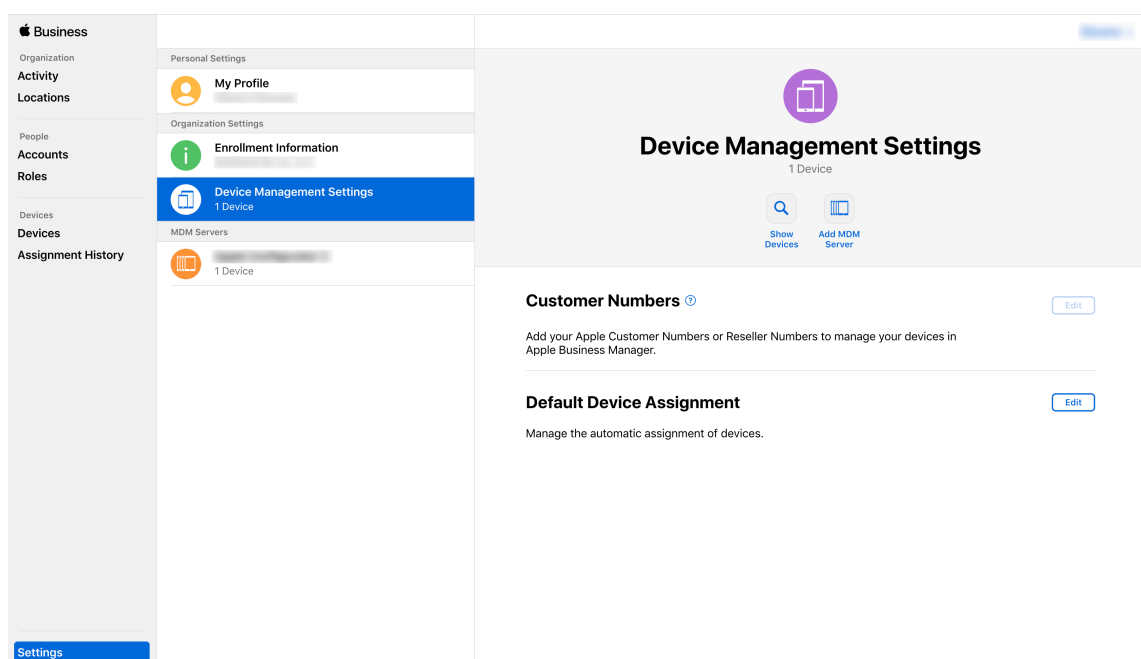 Business
Organization
Activity
Locations
People
Accounts
Roles
Devices
Devices
Assignment History
Settings
Personal Settings
My Profile
Organization Settings
Enrollment Information
Device Management Settings
1 Device
MDM Servers
1 Device
Device Management Settings
1 Device
Show
Devices
Add MDM
Server
Customer Numbers
Edit
Add your Apple Customer Numbers or Reseller Numbers to manage your devices in
Apple Business Manager.
Default Device Assignment
Edit
Manage the automatic assignment of devices.